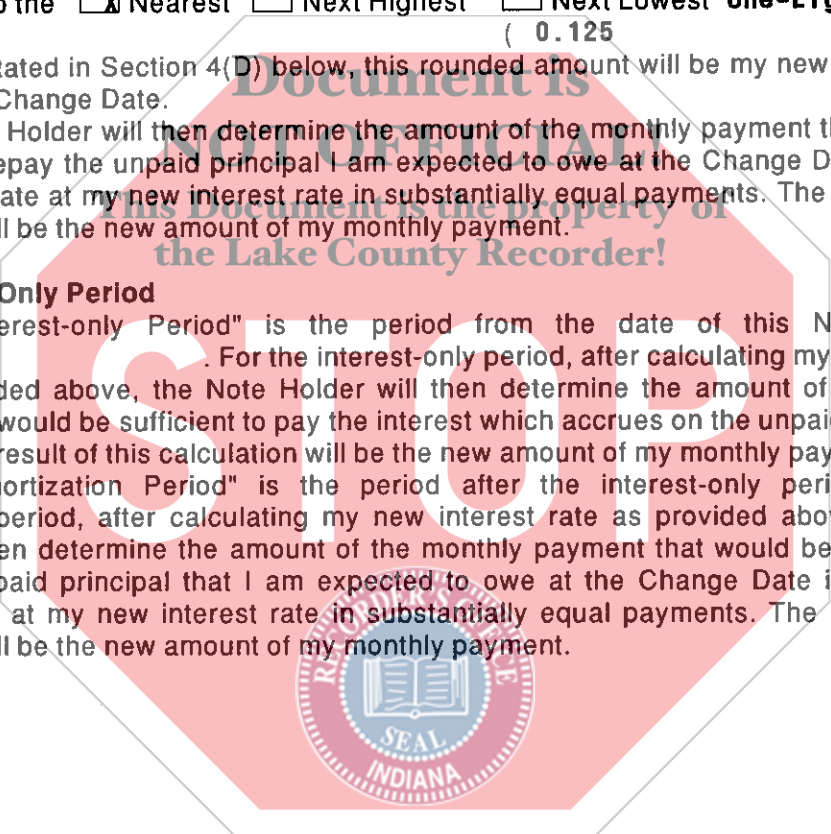 o the X Nearest Next Highest Next Lowest
( 0.125
tated in Section 4(D) below, this rounded amount will be my new
Change Date.
Holder will then determine the amount of the monthly payment t
epay the unpaid principal I am expected to owe at the Change D
ate at my new interest rate in substantially equal payments. The
ll be the new amount of my monthly payment.
Only Period
erest-only Period" is the period from the date of this N
. For the interest-only period, after calculating my
ded above, the Note Holder will then determine the amount of
would be sufficient to pay the interest which accrues on the unpai
result of this calculation will be the new amount of my monthly pay
ortization Period" is the period after the interest-only peri
period, after calculating my new interest rate as provided abo
en determine the amount of the monthly payment that would be
paid principal that I am expected to owe at the Change Date i
at my new interest rate in substantially equal payments. The
ll be the new amount of my monthly payment.
Document is
NOT OFFICIAL!
This Document is the property of
the Lake County Recorder!
STOP
RECORDER'S OFFICE
SEAL
INDIANA